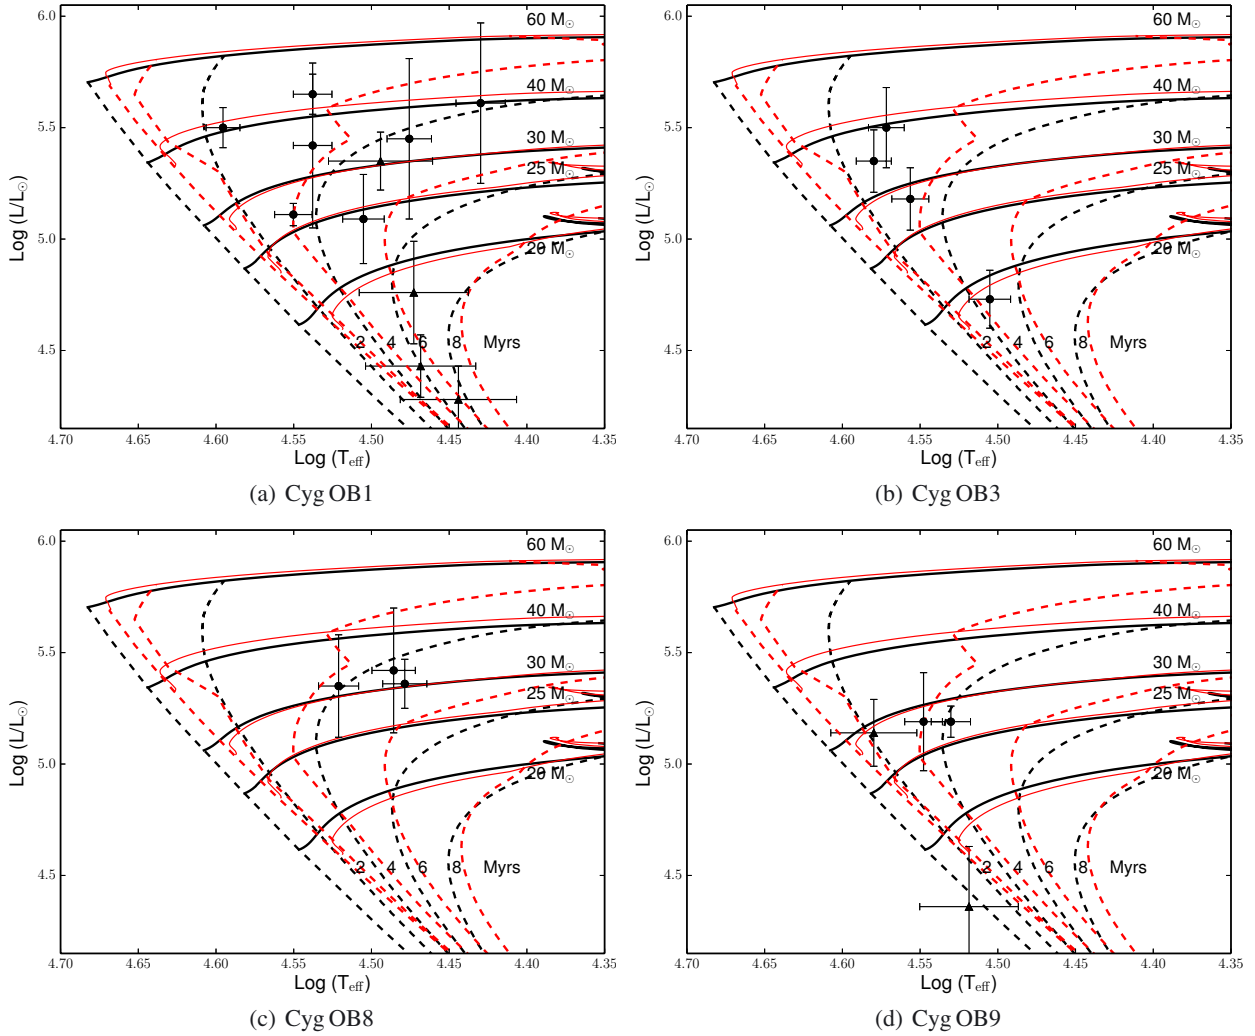 6.0
60 M⊙
40 M⊙
5.5
30 M⊙
25 M⊙
Log (L/L⊙)
5.0
20 M⊙
4.5
2 4 6 8 Myrs
4.70 4.65 4.60 4.55 4.50 4.45 4.40 4.35
Log (Teff)
(a) Cyg OB1
6.0
60 M⊙
40 M⊙
5.5
30 M⊙
25 M⊙
Log (L/L⊙)
5.0
20 M⊙
4.5
2 4 6 8 Myrs
4.70 4.65 4.60 4.55 4.50 4.45 4.40 4.35
Log (Teff)
(b) Cyg OB3
6.0
60 M⊙
40 M⊙
5.5
30 M⊙
25 M⊙
Log (L/L⊙)
5.0
20 M⊙
4.5
2 4 6 8 Myrs
4.70 4.65 4.60 4.55 4.50 4.45 4.40 4.35
Log (Teff)
(c) Cyg OB8
6.0
60 M⊙
40 M⊙
5.5
30 M⊙
25 M⊙
Log (L/L⊙)
5.0
20 M⊙
4.5
2 4 6 8 Myrs
4.70 4.65 4.60 4.55 4.50 4.45 4.40 4.35
Log (Teff)
(d) Cyg OB9